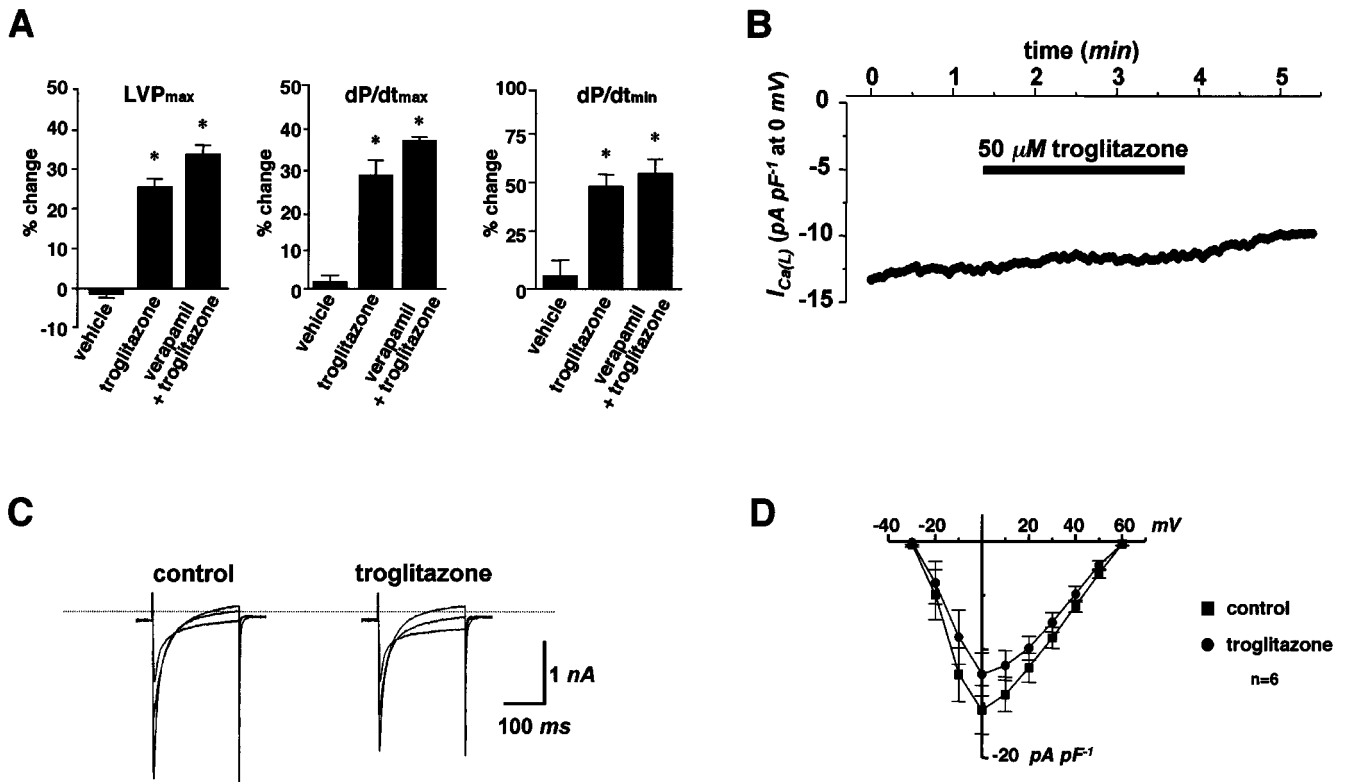 A
LVPmax
% change
50
40
30
20
10
0
-10
vehicle
troglitazone
verapamil
+ troglitazone
*
*
dP/dtmax
% change
50
40
30
20
10
0
vehicle
troglitazone
verapamil
+ troglitazone
*
*
dP/dtmin
% change
100
75
50
25
0
vehicle
troglitazone
verapamil
+ troglitazone
*
*
B
time (min)
0 1 2 3 4 5
ICa(L) (pA pF-1 at 0 mV)
0
-5
-10
-15
50 μM troglitazone
C
control
troglitazone
1 nA
100 ms
D
-40 -20 20 40 60 mV
-20 pA pF-1
control
troglitazone
n=6